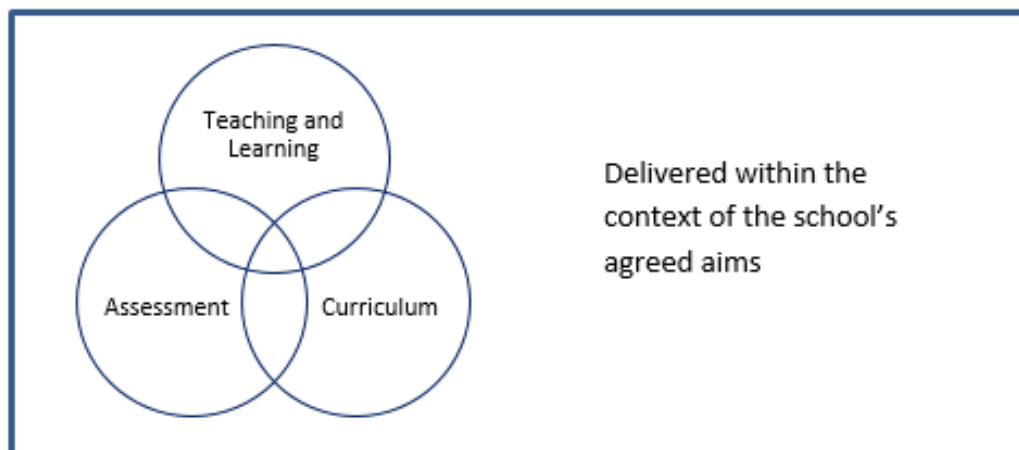 Teaching and
Learning
Assessment
Curriculum
Delivered within the
context of the school’s
agreed aims